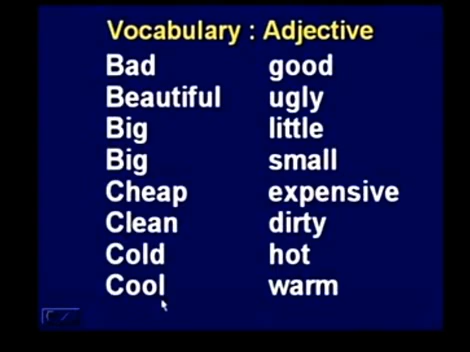 Vocabulary : Adjective
Bad good
Beautiful ugly
Big little
Big small
Cheap expensive
Clean dirty
Cold hot
Cool warm